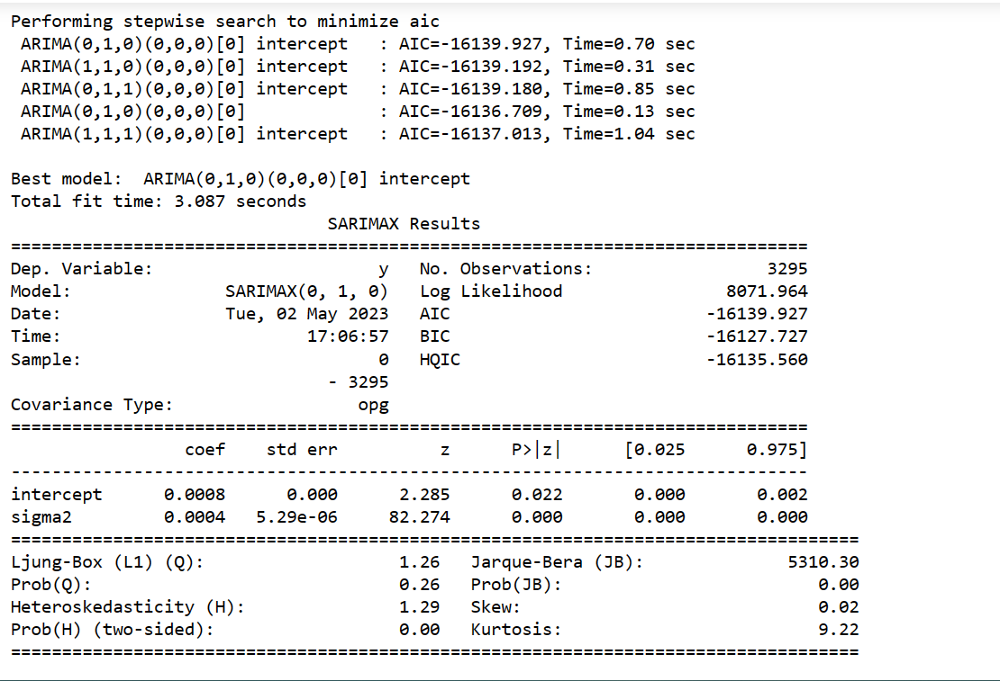 Performing stepwise search to minimize aic
 ARIMA(0,1,0)(0,0,0)[0] intercept   : AIC=-16139.927, Time=0.70 sec
 ARIMA(1,1,0)(0,0,0)[0] intercept   : AIC=-16139.192, Time=0.31 sec
 ARIMA(0,1,1)(0,0,0)[0] intercept   : AIC=-16139.180, Time=0.85 sec
 ARIMA(0,1,0)(0,0,0)[0]             : AIC=-16136.709, Time=0.13 sec
 ARIMA(1,1,1)(0,0,0)[0] intercept   : AIC=-16137.013, Time=1.04 sec

Best model:  ARIMA(0,1,0)(0,0,0)[0] intercept
Total fit time: 3.087 seconds
                               SARIMAX Results
==============================================================================
Dep. Variable:                      y   No. Observations:                 3295
Model:               SARIMAX(0, 1, 0)   Log Likelihood                8071.964
Date:                Tue, 02 May 2023   AIC                         -16139.927
Time:                        17:06:57   BIC                         -16127.727
Sample:                             0   HQIC                        -16135.560
                               - 3295
Covariance Type:                  opg
==============================================================================
                 coef    std err          z      P>|z|      [0.025      0.975]
------------------------------------------------------------------------------
intercept      0.0008      0.000      2.285      0.022       0.000       0.002
sigma2         0.0004   5.29e-06     82.274      0.000       0.000       0.000
===================================================================================
Ljung-Box (L1) (Q):                   1.26   Jarque-Bera (JB):              5310.30
Prob(Q):                              0.26   Prob(JB):                         0.00
Heteroskedasticity (H):               1.29   Skew:                             0.02
Prob(H) (two-sided):                  0.00   Kurtosis:                         9.22
===================================================================================